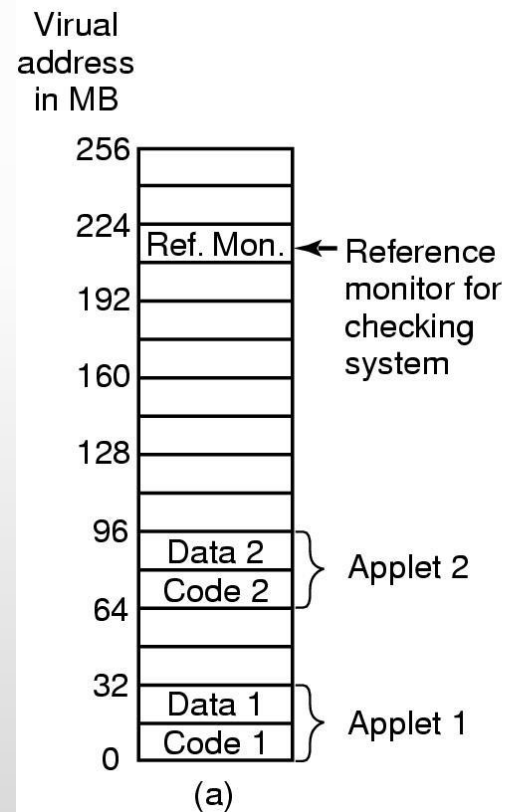 Virual
address
in MB
256
224
Ref. Mon.
Reference
monitor for
checking
system
192
160
128
96
Data 2
Code 2
Applet 2
64
32
Data 1
Code 1
Applet 1
0
(a)